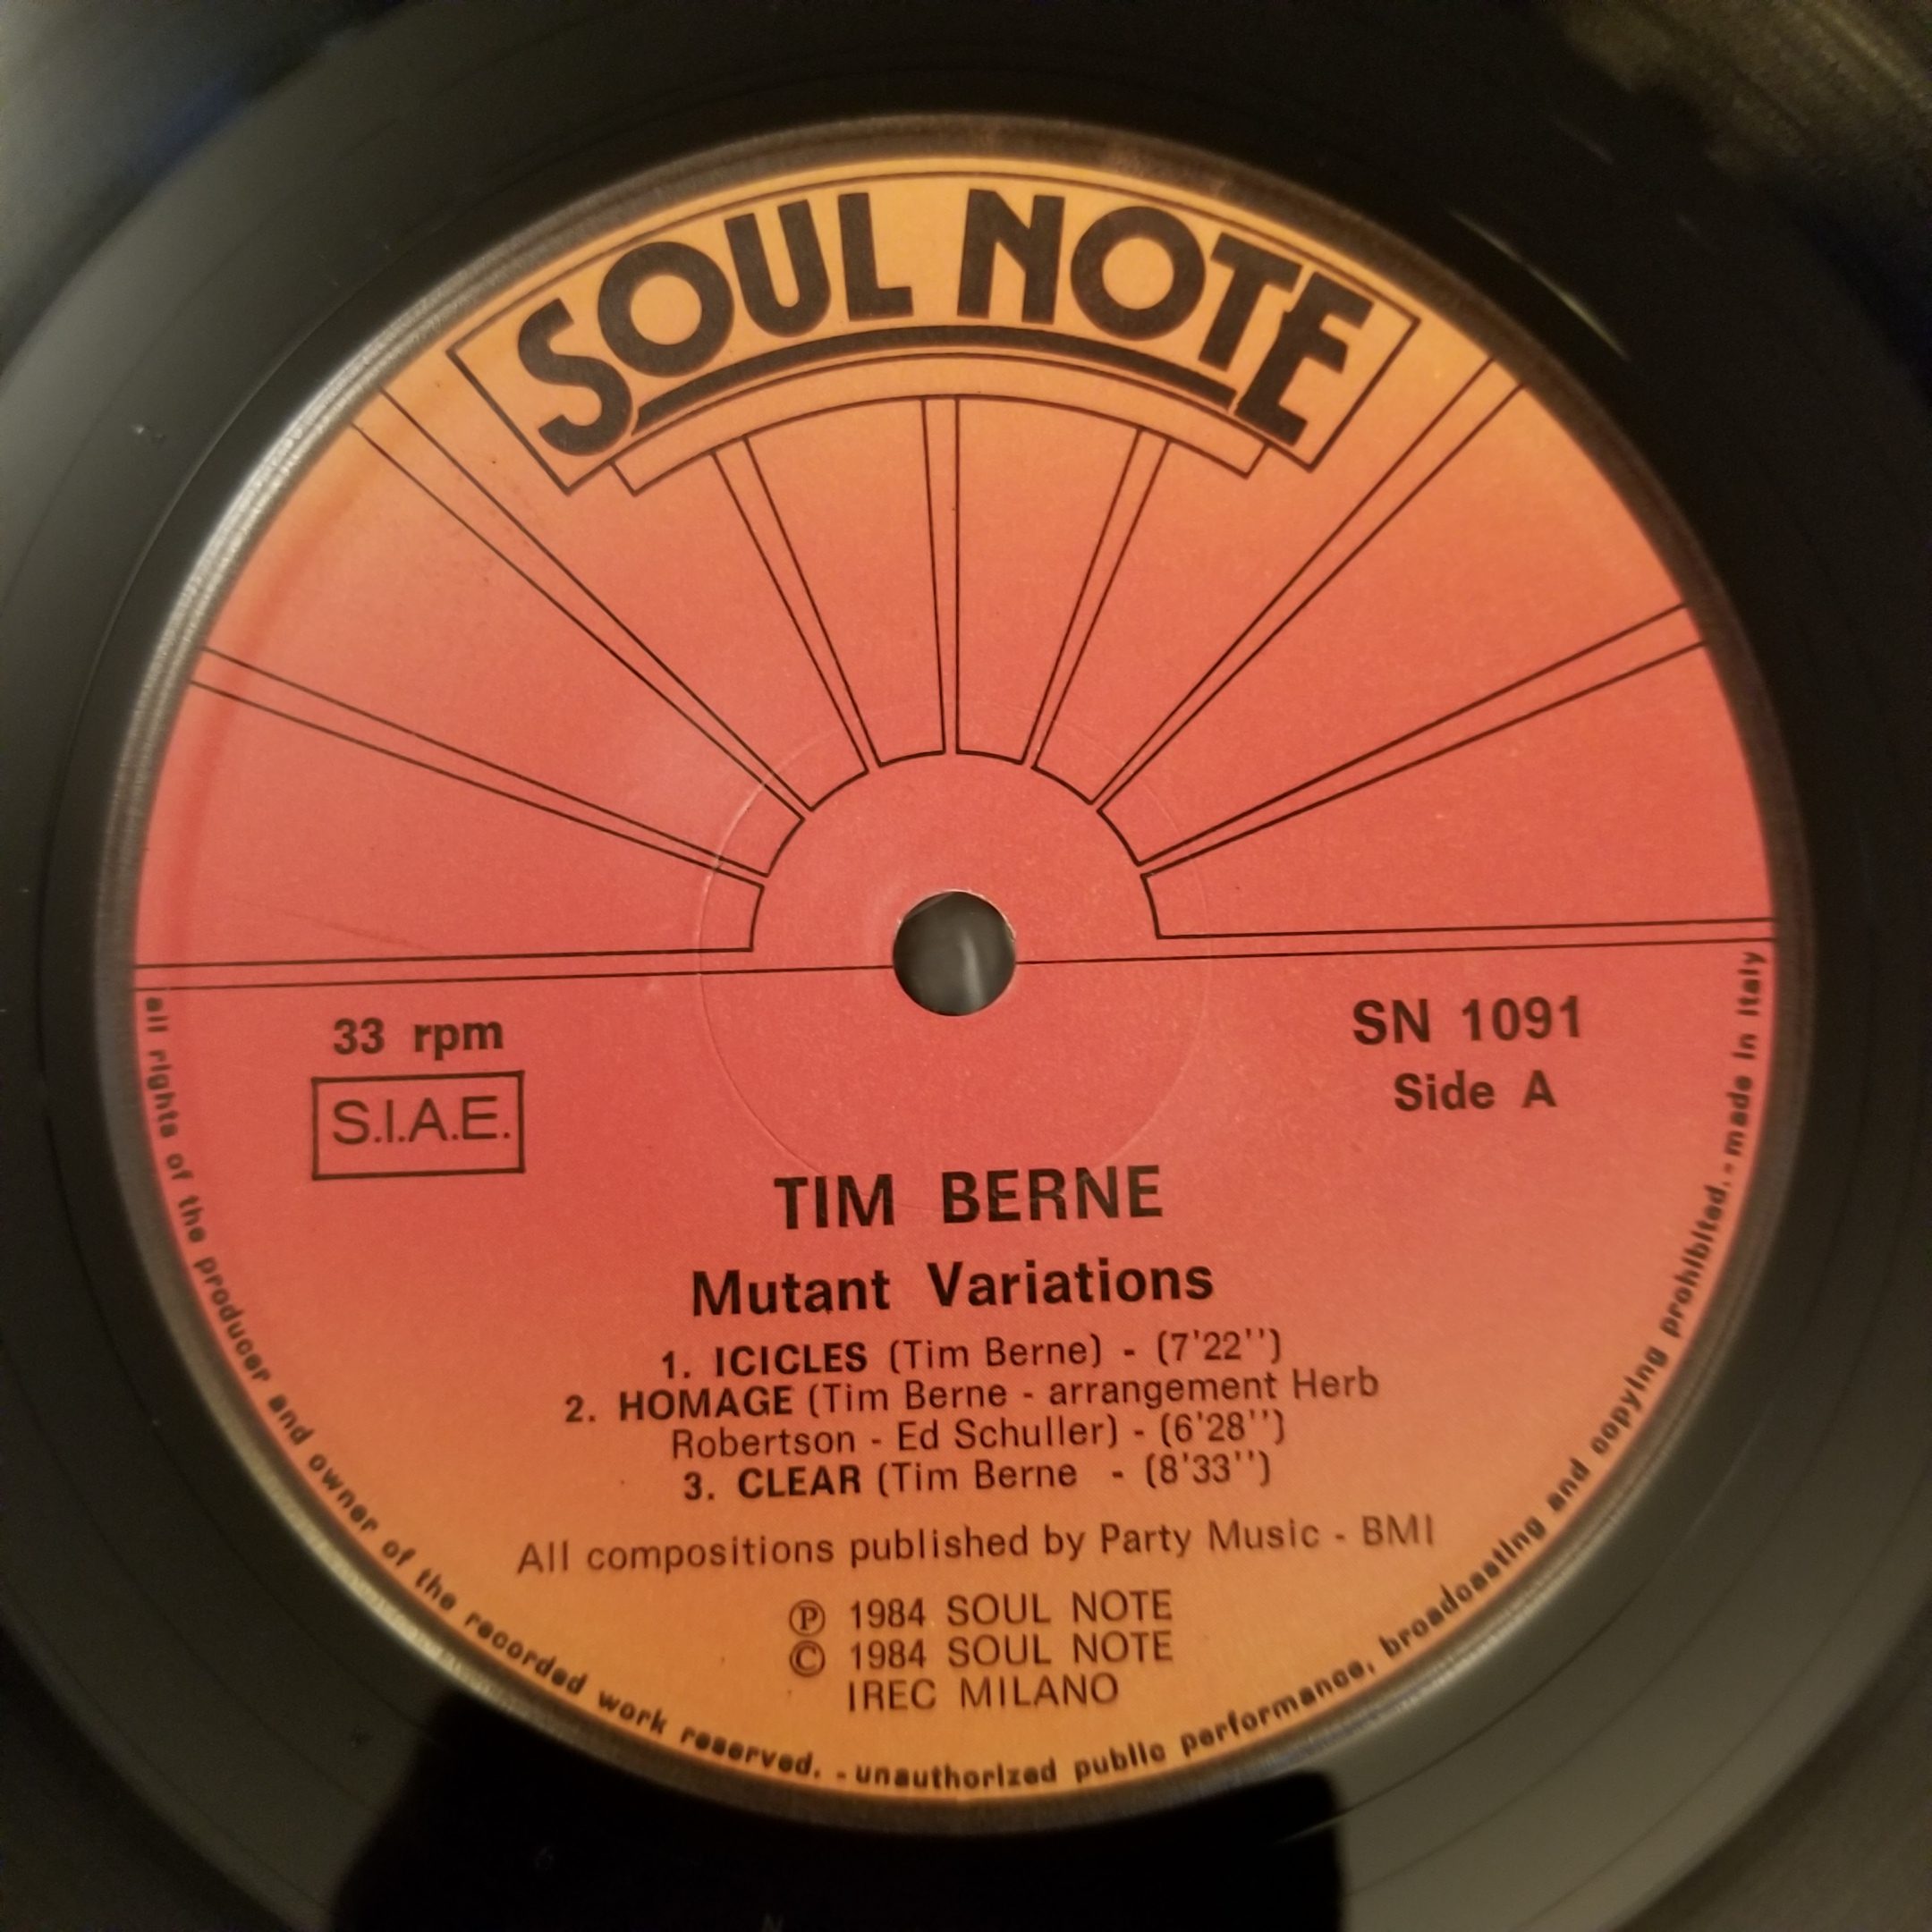 SOUL NOTE
33 rpm
S.I.A.E.
SN 1091
Side A
TIM BERNE
Mutant Variations
1. ICICLES (Tim Berne) - (7'22'')
2. HOMAGE (Tim Berne - arrangement Herb
Robertson - Ed Schuller) - (6'28'')
3. CLEAR (Tim Berne - (8'33'')
All compositions published by Party Music - BMI
Ⓟ 1984 SOUL NOTE
© 1984 SOUL NOTE
IREC MILANO
all rights of the producer and owner of the recorded work reserved. - unauthorized public performance, broadcasting and copying prohibited. - made in Italy